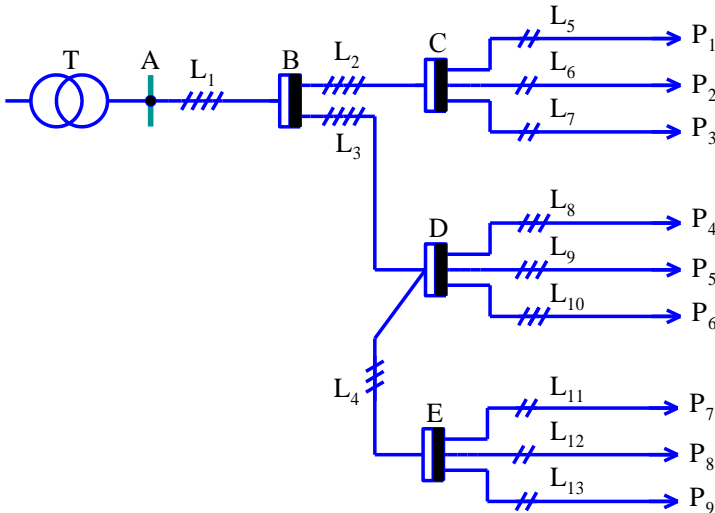 T
A
L₁
B
L₂
L₃
C
L₅
P₁
L₆
P₂
L₇
P₃
D
L₈
P₄
L₉
P₅
L₁₀
P₆
L₄
E
L₁₁
P₇
L₁₂
P₈
L₁₃
P₉